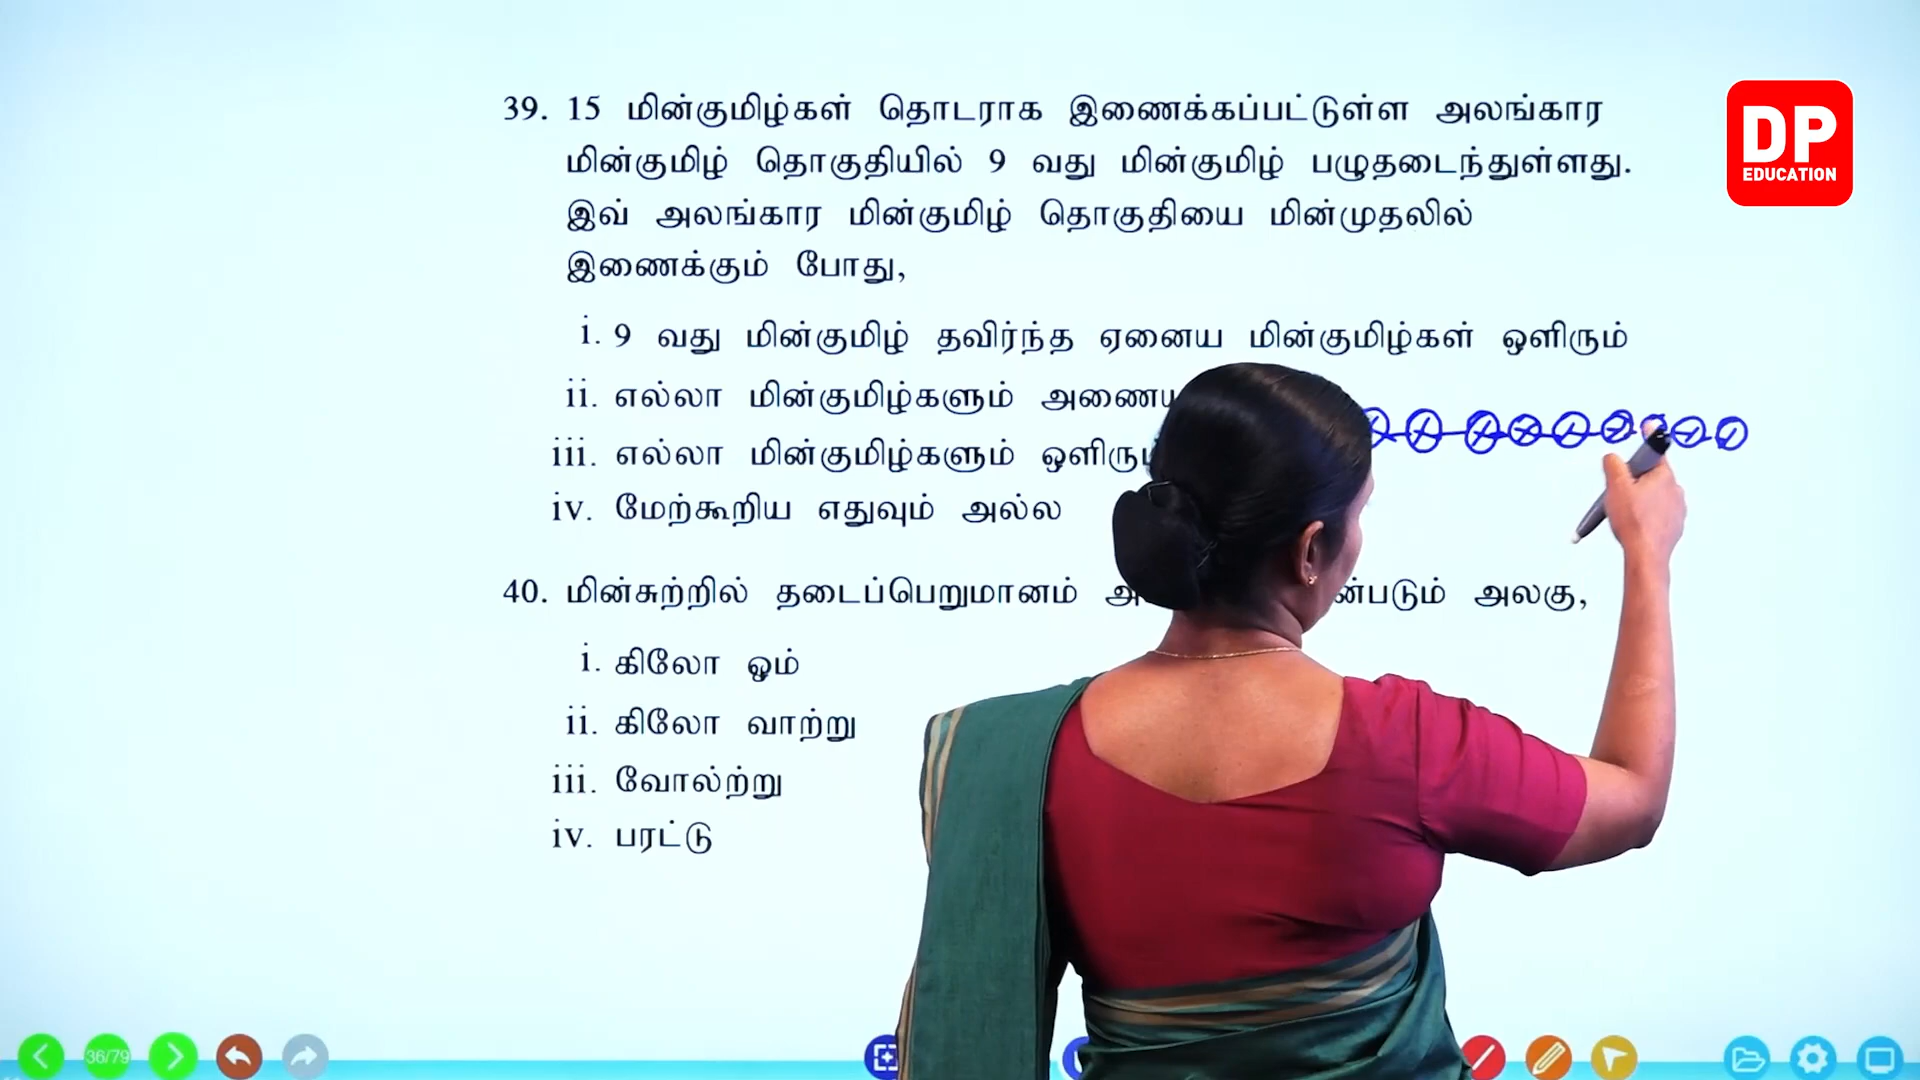 39. 15 மின்குமிழ்கள் தொடராக இணைக்கப்பட்டுள்ள அலங்கார
மின்குமிழ் தொகுதியில் 9 வது மின்குமிழ் பழுதடைந்துள்ளது.
இவ் அலங்கார மின்குமிழ் தொகுதியை மின்முதலில்
இணைக்கும் போது,
i. 9 வது மின்குமிழ் தவிர்ந்த ஏனைய மின்குமிழ்கள் ஒளிரும்
ii. எல்லா மின்குமிழ்களும்
iii. எல்லா மின்குமிழ்களும்
iv. மேற்கூறிய எதுவும் அல்ல
40. மின்சுற்றில் தடைப்பெறுமானம் அலகு,
i. கிலோ ஓம்
ii. கிலோ வாற்று
iii. வோல்ற்று
iv. பரட்டு
DP
EDUCATION
36/79